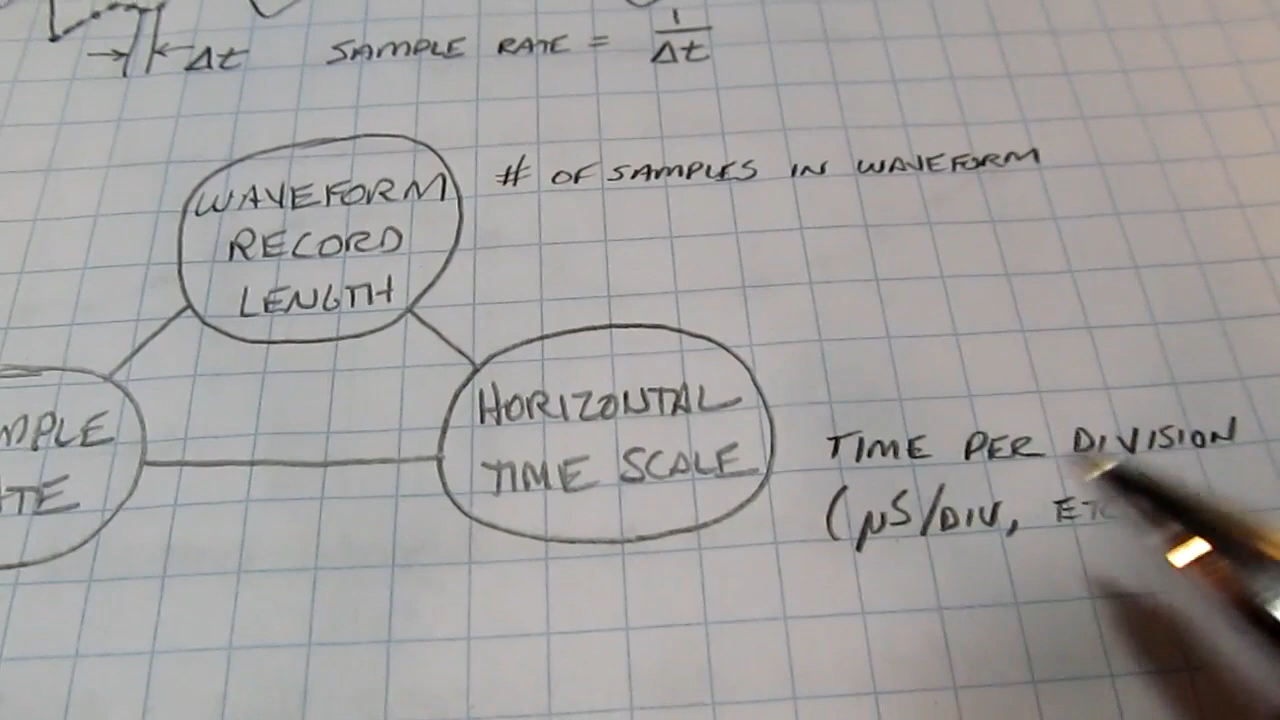 Δt SAMPLE RATE = 1/Δt
# OF SAMPLES IN WAVEFORM
WAVEFORM
RECORD
LENGTH
MPLE
TE
HORIZONTAL
TIME SCALE
TIME PER DIVISION
(μS/DIV, ETC